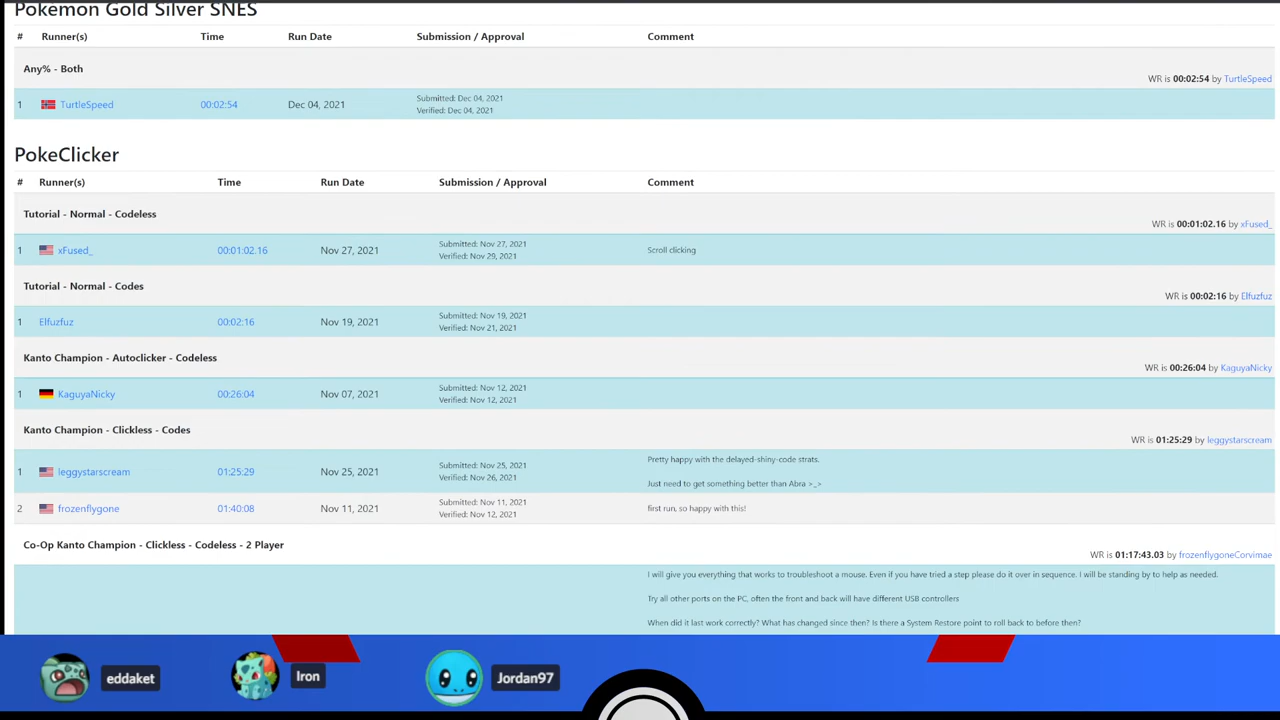 Pokémon Gold Silver SNES
# Runner(s) Time Run Date Submission / Approval Comment
Any% - Both
WR is 00:02:54 by TurtleSpeed
1 TurtleSpeed 00:02:54 Dec 04, 2021 Submitted: Dec 04, 2021
Verified: Dec 04, 2021
PokeClicker
# Runner(s) Time Run Date Submission / Approval Comment
Tutorial - Normal - Codeless
WR is 00:01:02.16 by xFused_
1 xFused_ 00:01:02.16 Nov 27, 2021 Submitted: Nov 27, 2021 Scroll clicking
Verified: Nov 29, 2021
Tutorial - Normal - Codes
WR is 00:02:16 by Elfuzfuz
1 Elfuzfuz 00:02:16 Nov 19, 2021 Submitted: Nov 19, 2021
Verified: Nov 21, 2021
Kanto Champion - Autoclicker - Codeless
WR is 00:26:04 by KaguyaNicky
1 KaguyaNicky 00:26:04 Nov 07, 2021 Submitted: Nov 12, 2021
Verified: Nov 12, 2021
Kanto Champion - Clickless - Codes
WR is 01:25:29 by leggystarscream
Pretty happy with the delayed-shiny-code strats.
1 leggystarscream 01:25:29 Nov 25, 2021 Submitted: Nov 25, 2021
Verified: Nov 26, 2021
Just need to get something better than Abra >_>
2 frozenflygone 01:40:08 Nov 11, 2021 Submitted: Nov 11, 2021 first run, so happy with this!
Verified: Nov 12, 2021
Co-Op Kanto Champion - Clickless - Codeless - 2 Player
WR is 01:17:43.03 by frozenflygoneCorvimae
I will give you everything that works to troubleshoot a mouse. Even if you have tried a step please do it over in sequence. I will be standing by to help as needed.
Try all other ports on the PC, often the front and back will have different USB controllers
When did it last work correctly? What has changed since then? Is there a System Restore point to roll back to before then?
eddaket Iron Jordan97